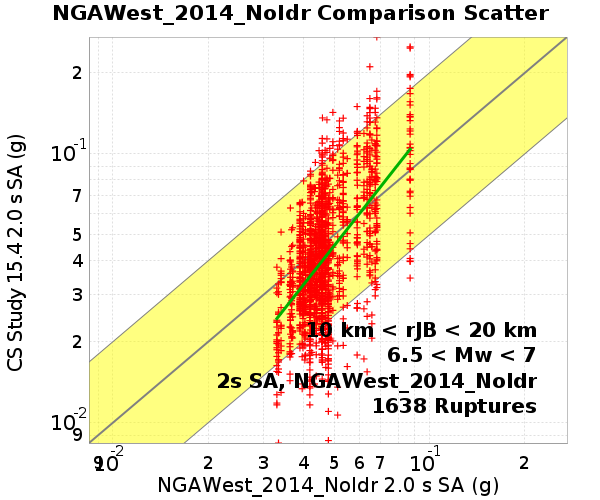 NGAWest_2014_NoIdr Comparison Scatter
CS Study 15.4 2.0 s SA (g)
2
10-1
7
5
4
3
2
10-2
9
10 km < rJB < 20 km
6.5 < Mw < 7
2s SA, NGAWest_2014_NoIdr
1638 Ruptures
9 10-2 2 3 4 5 6 7 10-1 2
NGAWest_2014_NoIdr 2.0 s SA (g)